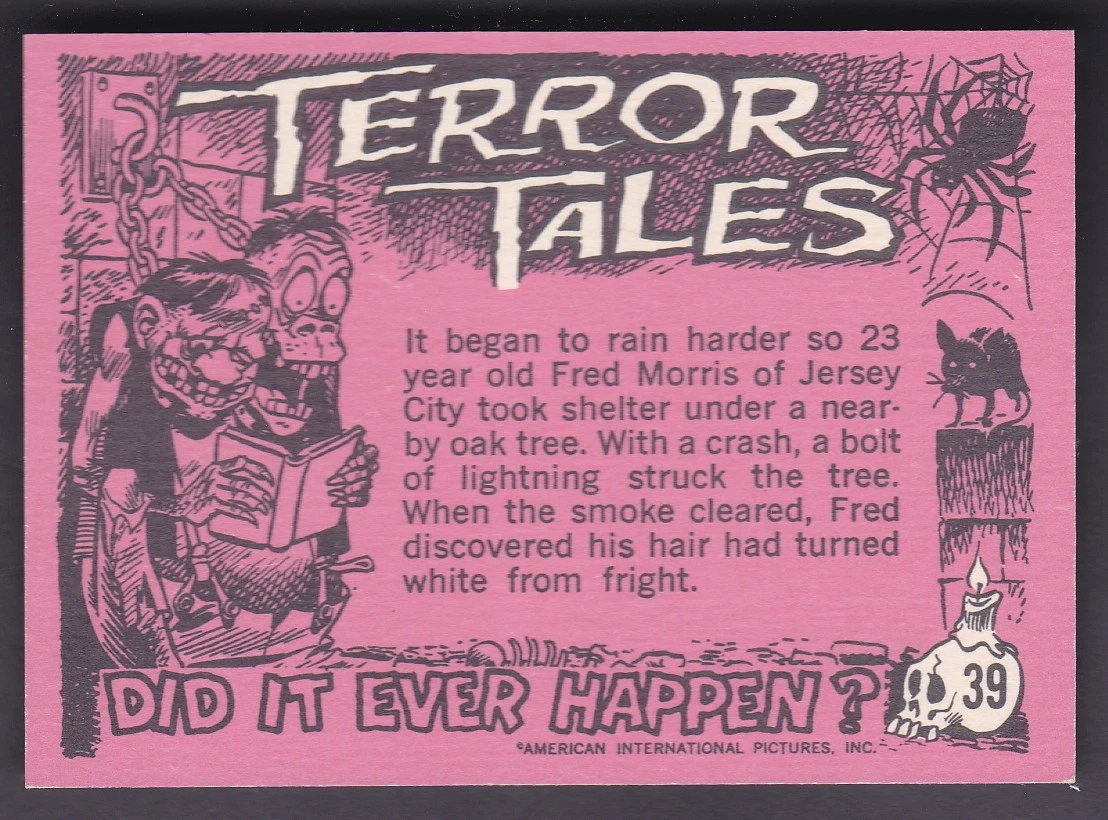 TERROR
TALES
It began to rain harder so 23
year old Fred Morris of Jersey
City took shelter under a near-
by oak tree. With a crash, a bolt
of lightning struck the tree.
When the smoke cleared, Fred
discovered his hair had turned
white from fright.
DID IT EVER HAPPEN?
39
©AMERICAN INTERNATIONAL PICTURES, INC.